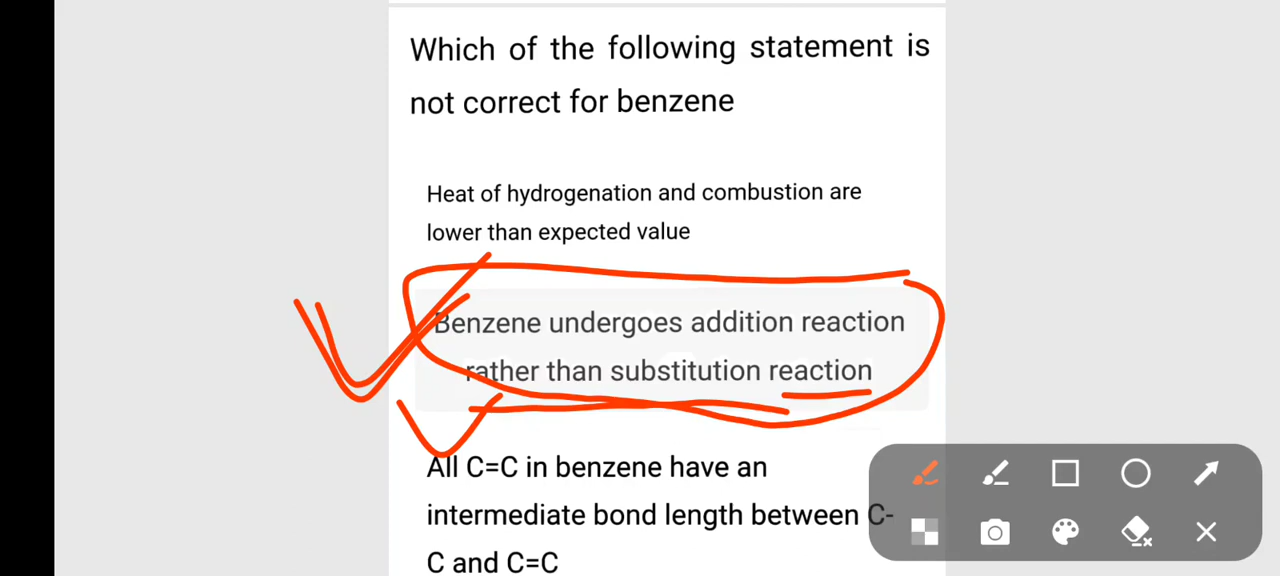 Which of the following statement is
not correct for benzene
Heat of hydrogenation and combustion are
lower than expected value
Benzene undergoes addition reaction
rather than substitution reaction
All C=C in benzene have an
intermediate bond length between C-
C and C=C